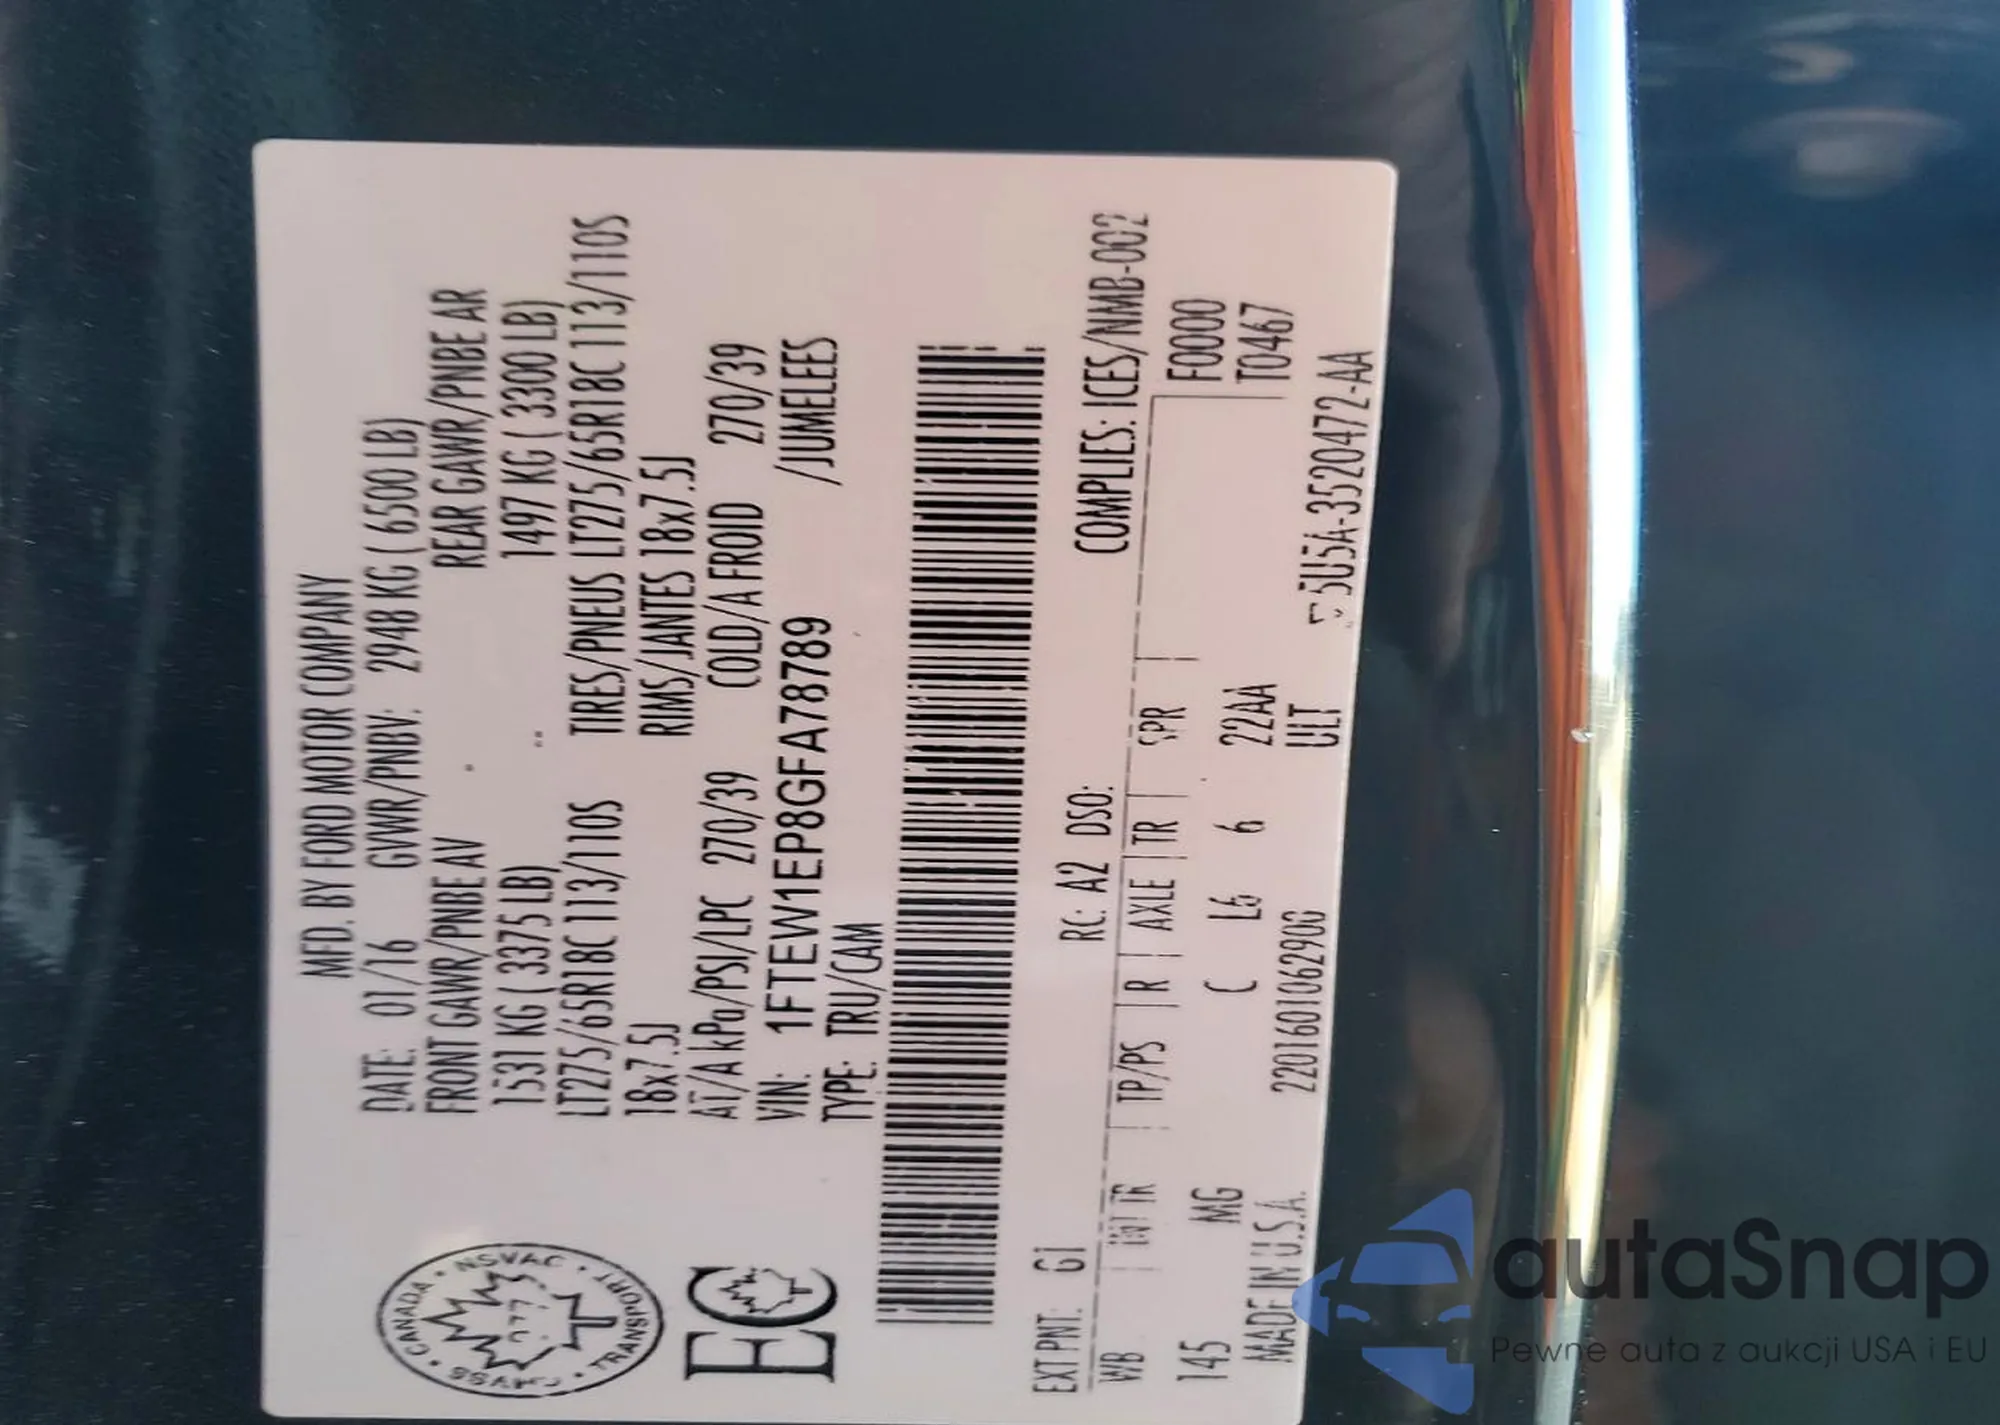 MFD. BY FORD MOTOR COMPANY
DATE: 01/16 GVWR/PNBV: 2948 KG ( 6500 LB)
FRONT GAWR/PNBE AV REAR GAWR/PNBE AR
1531 KG ( 3375 LB) 1497 KG ( 3300 LB)
LT275/65R18C 113/110S TIRES/PNEUS LT275/65R18C 113/110S
18x7.5J RIMS/JANTES 18x7.5J
AT/A kPa/PSI/LPC 270/39 COLD/A FROID 270/39
VIN: 1FTEW1EP8GFA78789 /JUMELEES
TYPE: TRU/CAM
CANADA • NSVAC • TRANSPORT • CMVSS •
EC
COMPLIES: ICES/NMB-002
EXT PNT: G1 RC: A2 DSO:
WB INT TR TP/PS R AXLE TR SPR F0000
145 MG C L6 6 22AA T0467
ULT
MADE IN U.S.A. 5U5A-3520472-AA
autaSnap
Pewne auta z aukcji USA i EU